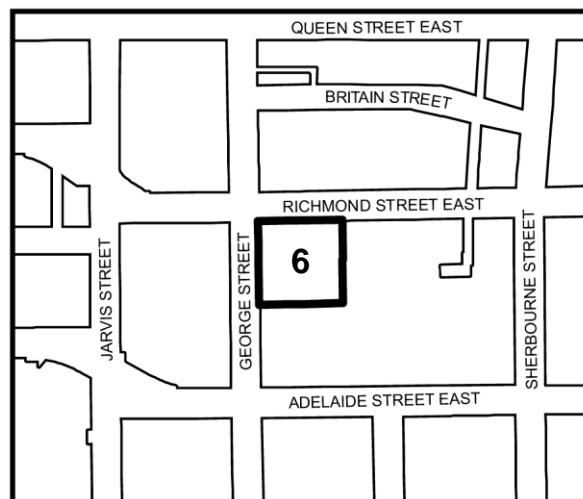 QUEEN STREET EAST
BRITAIN STREET
RICHMOND STREET EAST
6
JARVIS STREET
GEORGE STREET
SHERBOURNE STREET
ADELAIDE STREET EAST